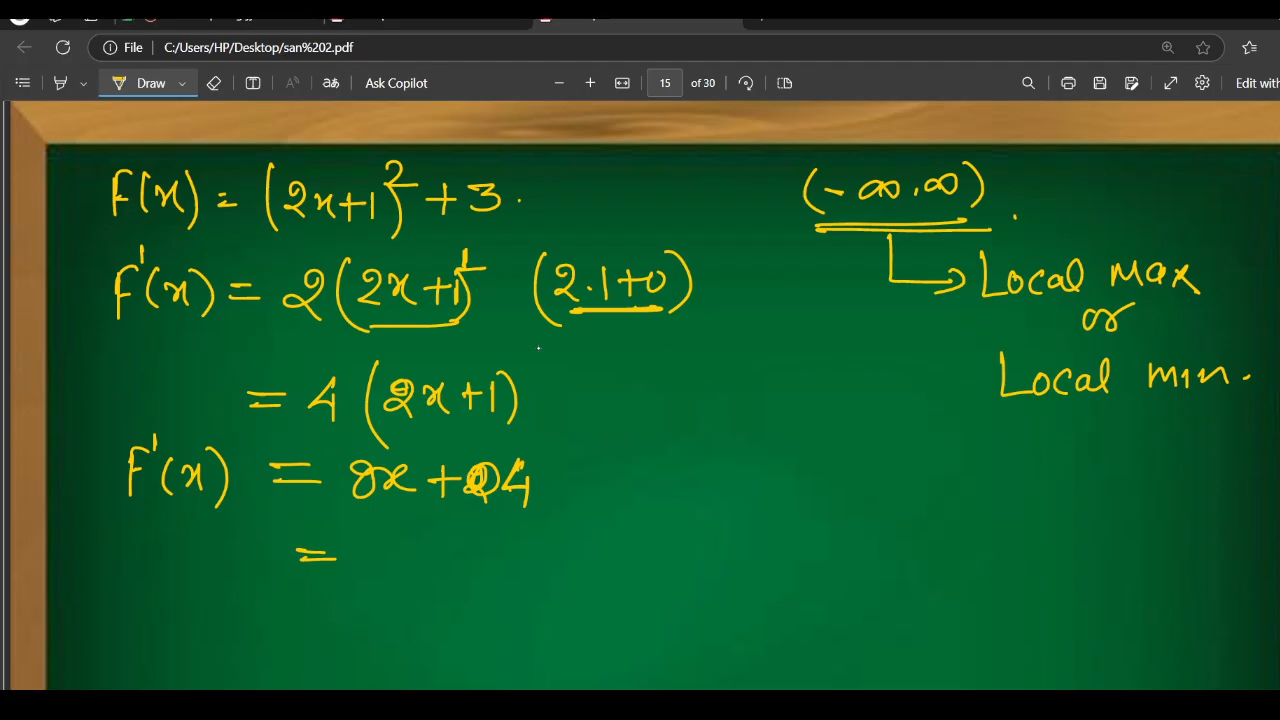 File C:/Users/HP/Desktop/san%202.pdf
Draw Ask Copilot 15 of 30 Edit with
F(x) = (2x+1)² + 3.
F'(x) = 2(2x+1)¹ (2.1+0)
= 4(2x+1)
F'(x) = 8x + 4
=
(-∞,∞).
Local max
or
Local min.